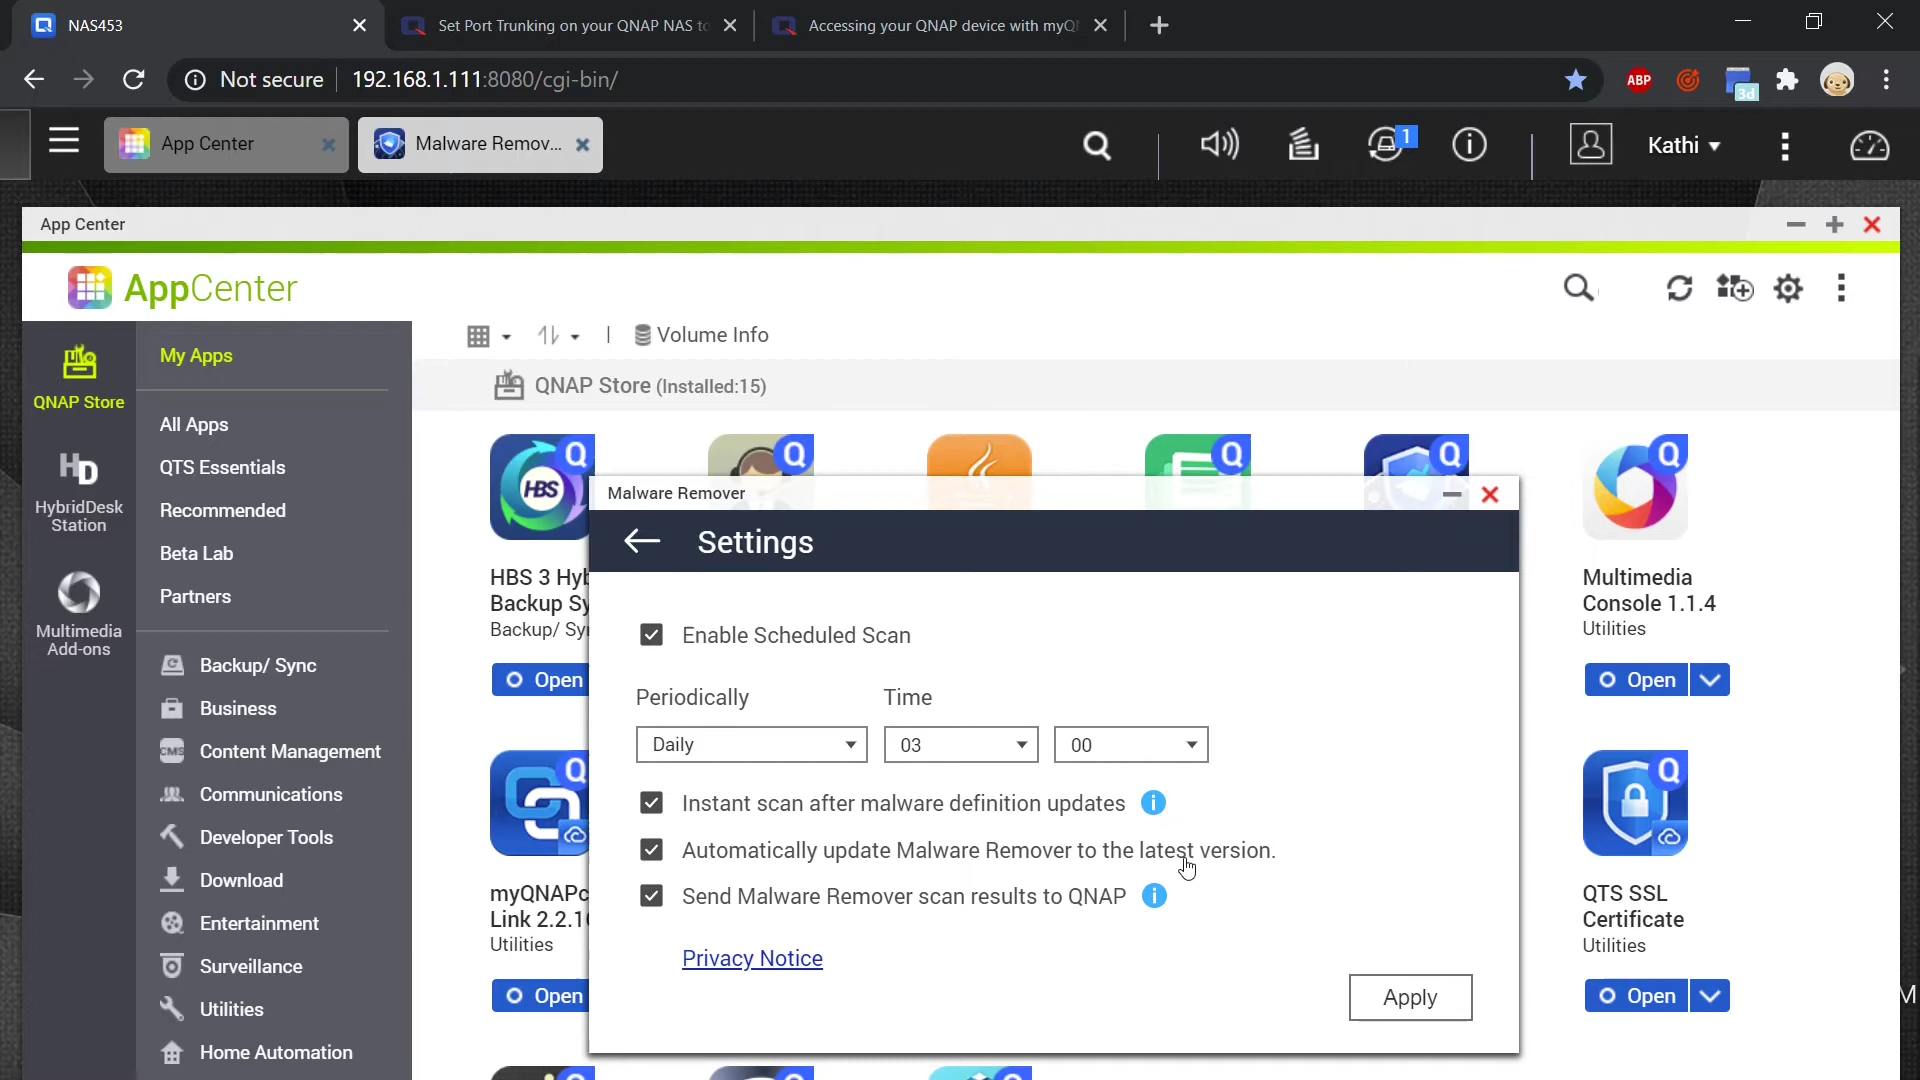 NAS453
Set Port Trunking on your QNAP NAS to
Accessing your QNAP device with myQ
Not secure
192.168.1.111:8080/cgi-bin/
ABP
3d
App Center
Malware Remov...
1
Kathi
App Center
AppCenter
Volume Info
QNAP Store (Installed:15)
QNAP Store
HD
HybridDesk
Station
Multimedia
Add-ons
My Apps
All Apps
QTS Essentials
Recommended
Beta Lab
Partners
Backup/ Sync
Business
CMS
Content Management
Communications
Developer Tools
Download
Entertainment
Surveillance
Utilities
Home Automation
HBS
Q
Q
Q
Q
Q
HBS 3 Hyb
Backup Sy
Backup/ Sy
Open
Multimedia
Console 1.1.4
Utilities
Open
Malware Remover
Settings
Enable Scheduled Scan
Periodically
Time
Daily
03
00
Instant scan after malware definition updates
Automatically update Malware Remover to the latest version.
Send Malware Remover scan results to QNAP
Privacy Notice
Apply
Q
myQNAPc
Link 2.2.1
Utilities
Open
Q
QTS SSL
Certificate
Utilities
Open
M